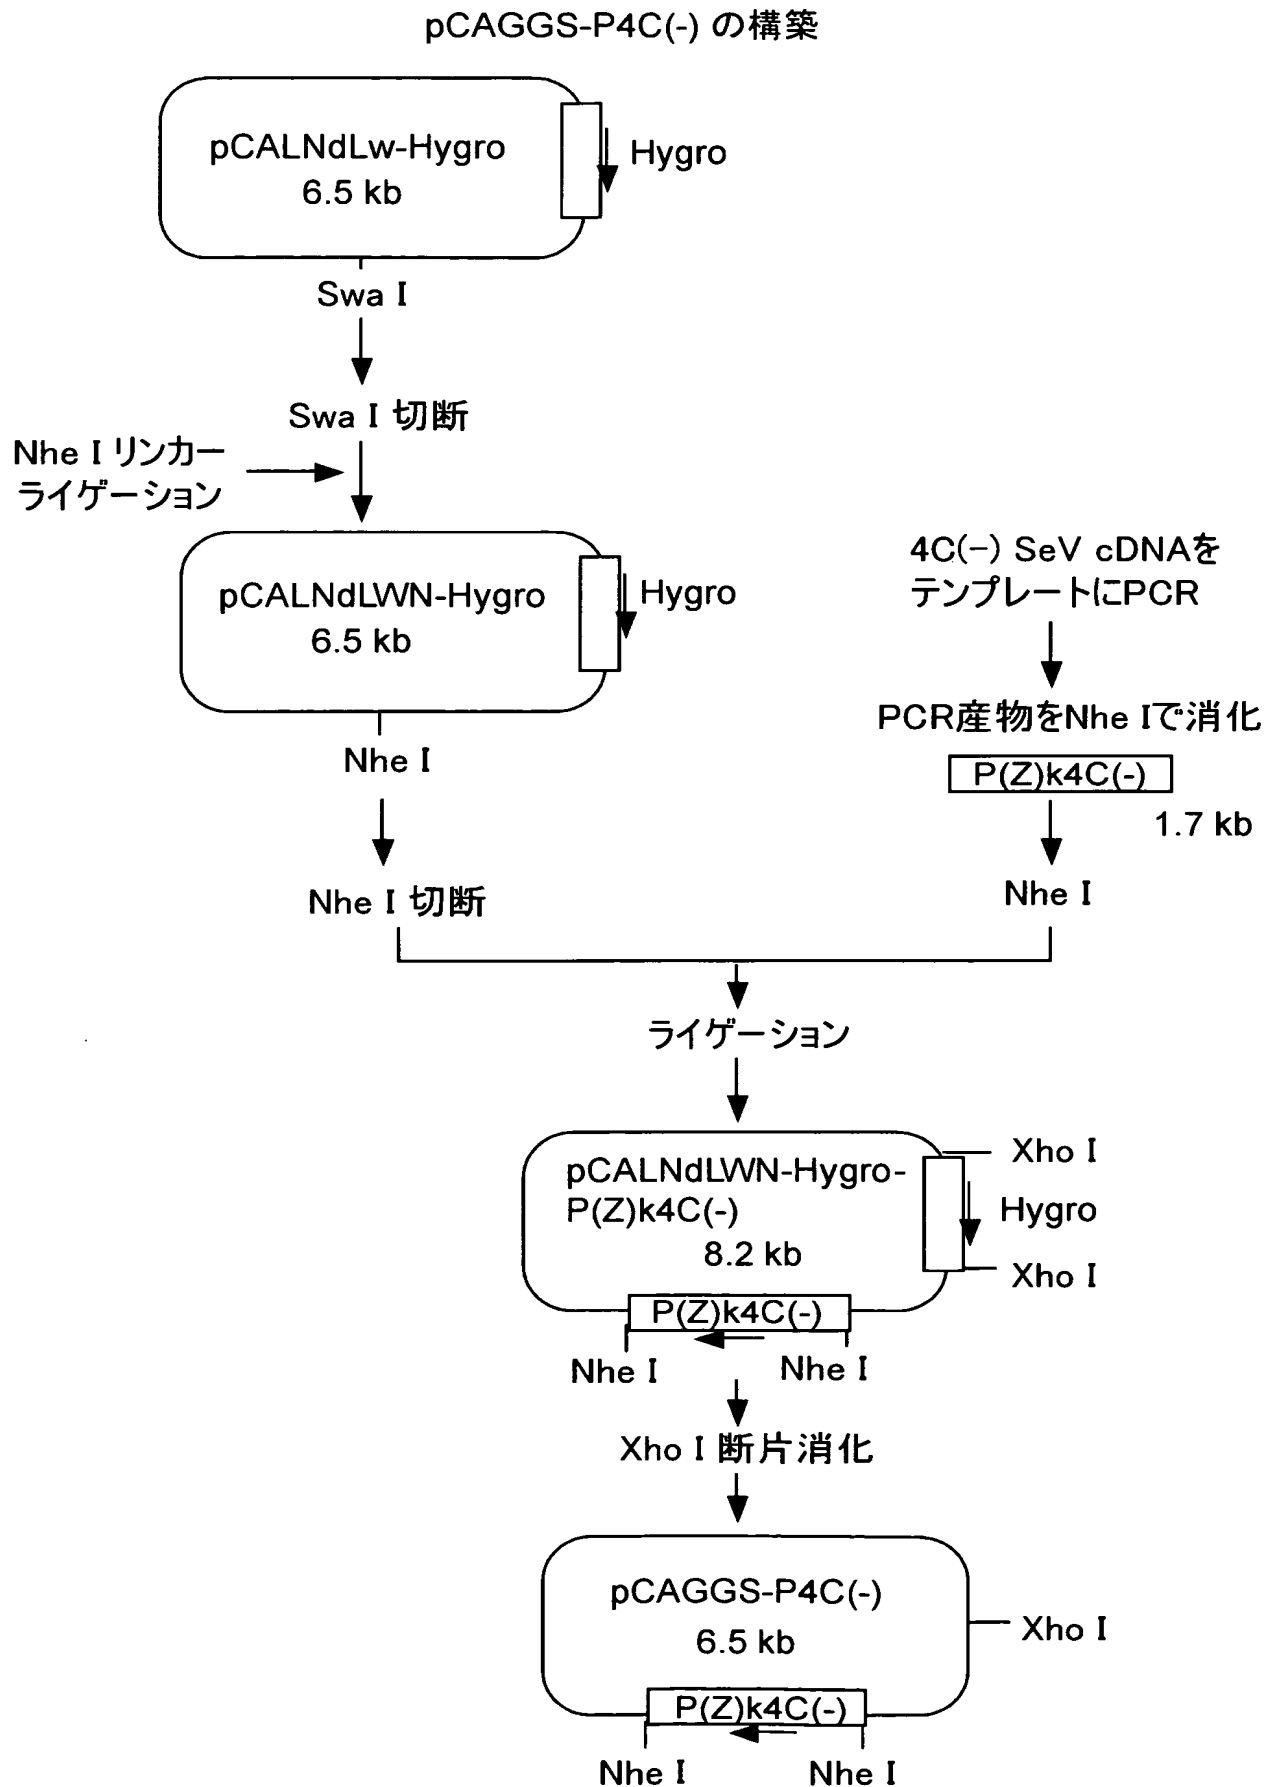 pCAGGS-P4C(-) の構築
pCALNdLw-Hygro
6.5 kb
Hygro
Swa I
Swa I 切断
Nhe I リンカー
ライゲーション
pCALNdLWN-Hygro
6.5 kb
Hygro
Nhe I
Nhe I 切断
4C(-) SeV cDNAを
テンプレートにPCR
PCR産物をNhe Iで消化
P(Z)k4C(-)
1.7 kb
Nhe I
ライゲーション
pCALNdLWN-Hygro-
P(Z)k4C(-)
8.2 kb
Xho I
Hygro
Xho I
P(Z)k4C(-)
Nhe I
Nhe I
Xho I 断片消化
pCAGGS-P4C(-)
6.5 kb
Xho I
P(Z)k4C(-)
Nhe I
Nhe I